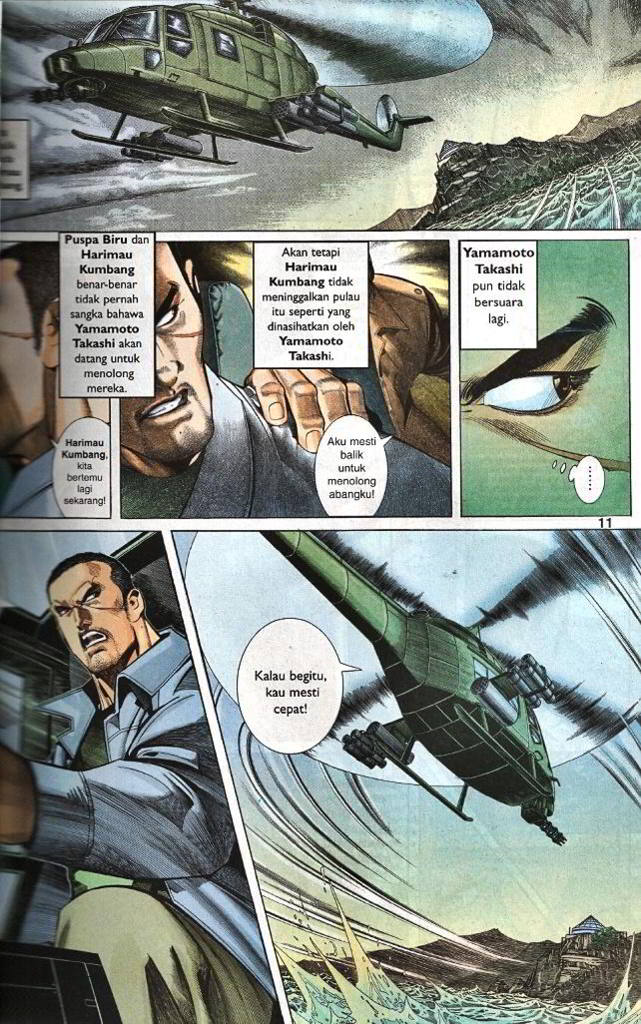 Puspa Biru dan
Harimau
Kumbang
benar-benar
tidak pernah
sangka bahawa
Yamamoto
Takashi akan
datang untuk
menolong
mereka.
Harimau
Kumbang,
kita
bertemu
lagi
sekarang!
Akan tetapi
Harimau
Kumbang tidak
meninggalkan pulau
itu seperti yang
dinasihatkan oleh
Yamamoto
Takashi.
Aku mesti
balik
untuk
menolong
abangku!
Yamamoto
Takashi
pun tidak
bersuara
lagi.
......
11
Kalau begitu,
kau mesti
cepat!